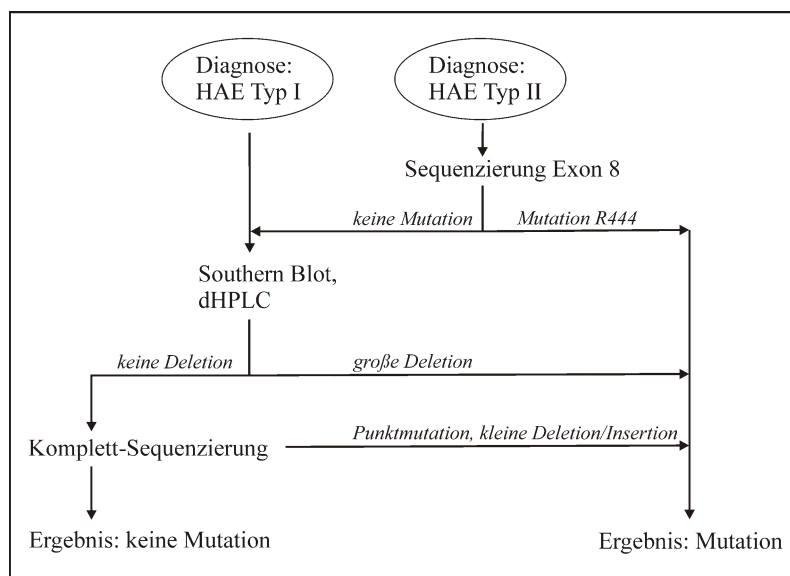 Diagnose:
HAE Typ I
Diagnose:
HAE Typ II
Sequenzierung Exon 8
keine Mutation
Mutation R444
Southern Blot,
dHPLC
keine Deletion
große Deletion
Komplett-Sequenzierung
Punktmutation, kleine Deletion/Insertion
Ergebnis: keine Mutation
Ergebnis: Mutation